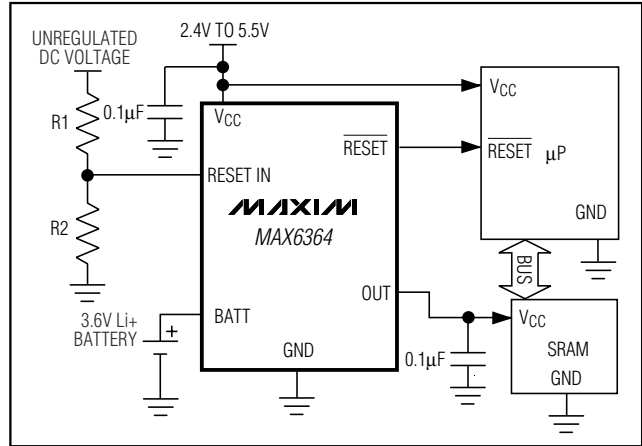 2.4V TO 5.5V
UNREGULATED
DC VOLTAGE
R1
0.1µF
VCC
VCC
RESET
RESET µP
RESET IN
MAXIM
MAX6364
R2
GND
BUS
OUT
3.6V Li+
BATTERY
+
BATT
VCC
GND
0.1µF
SRAM
GND